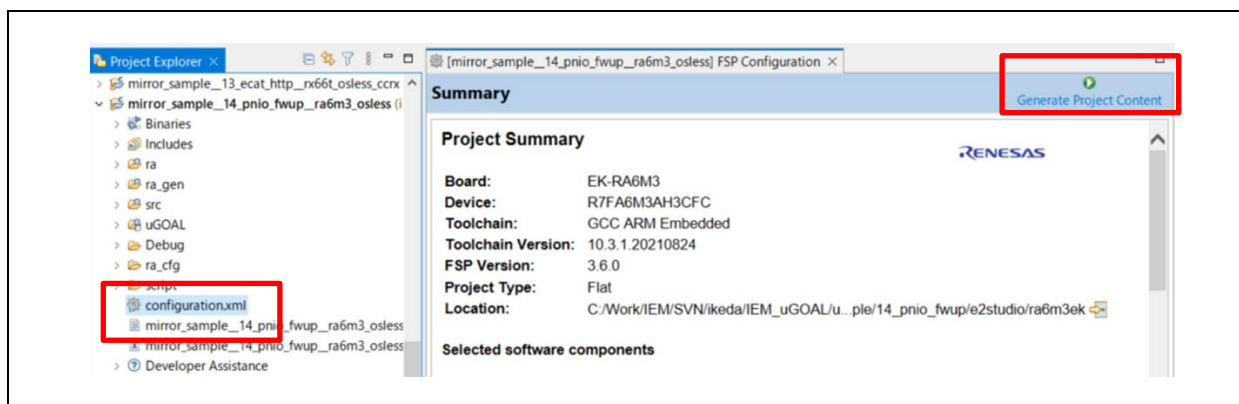 Project Explorer
mirror_sample__13_ecat_http__rx66t_osless_ccrx
mirror_sample__14_pnio_fwup__ra6m3_osless (i
Binaries
Includes
ra
ra_gen
src
uGOAL
Debug
ra_cfg
script
configuration.xml
mirror_sample__14_pnio_fwup__ra6m3_osless
mirror_sample__14_pnio_fwup__ra6m3_osless
Developer Assistance
[mirror_sample__14_pnio_fwup__ra6m3_osless] FSP Configuration
Summary
Generate Project Content
Project Summary
RENESAS
Board: EK-RA6M3
Device: R7FA6M3AH3CFC
Toolchain: GCC ARM Embedded
Toolchain Version: 10.3.1.20210824
FSP Version: 3.6.0
Project Type: Flat
Location: C:/Work/IEM/SVN/ikeda/IEM_uGOAL/u...ple/14_pnio_fwup/e2studio/ra6m3ek
Selected software components